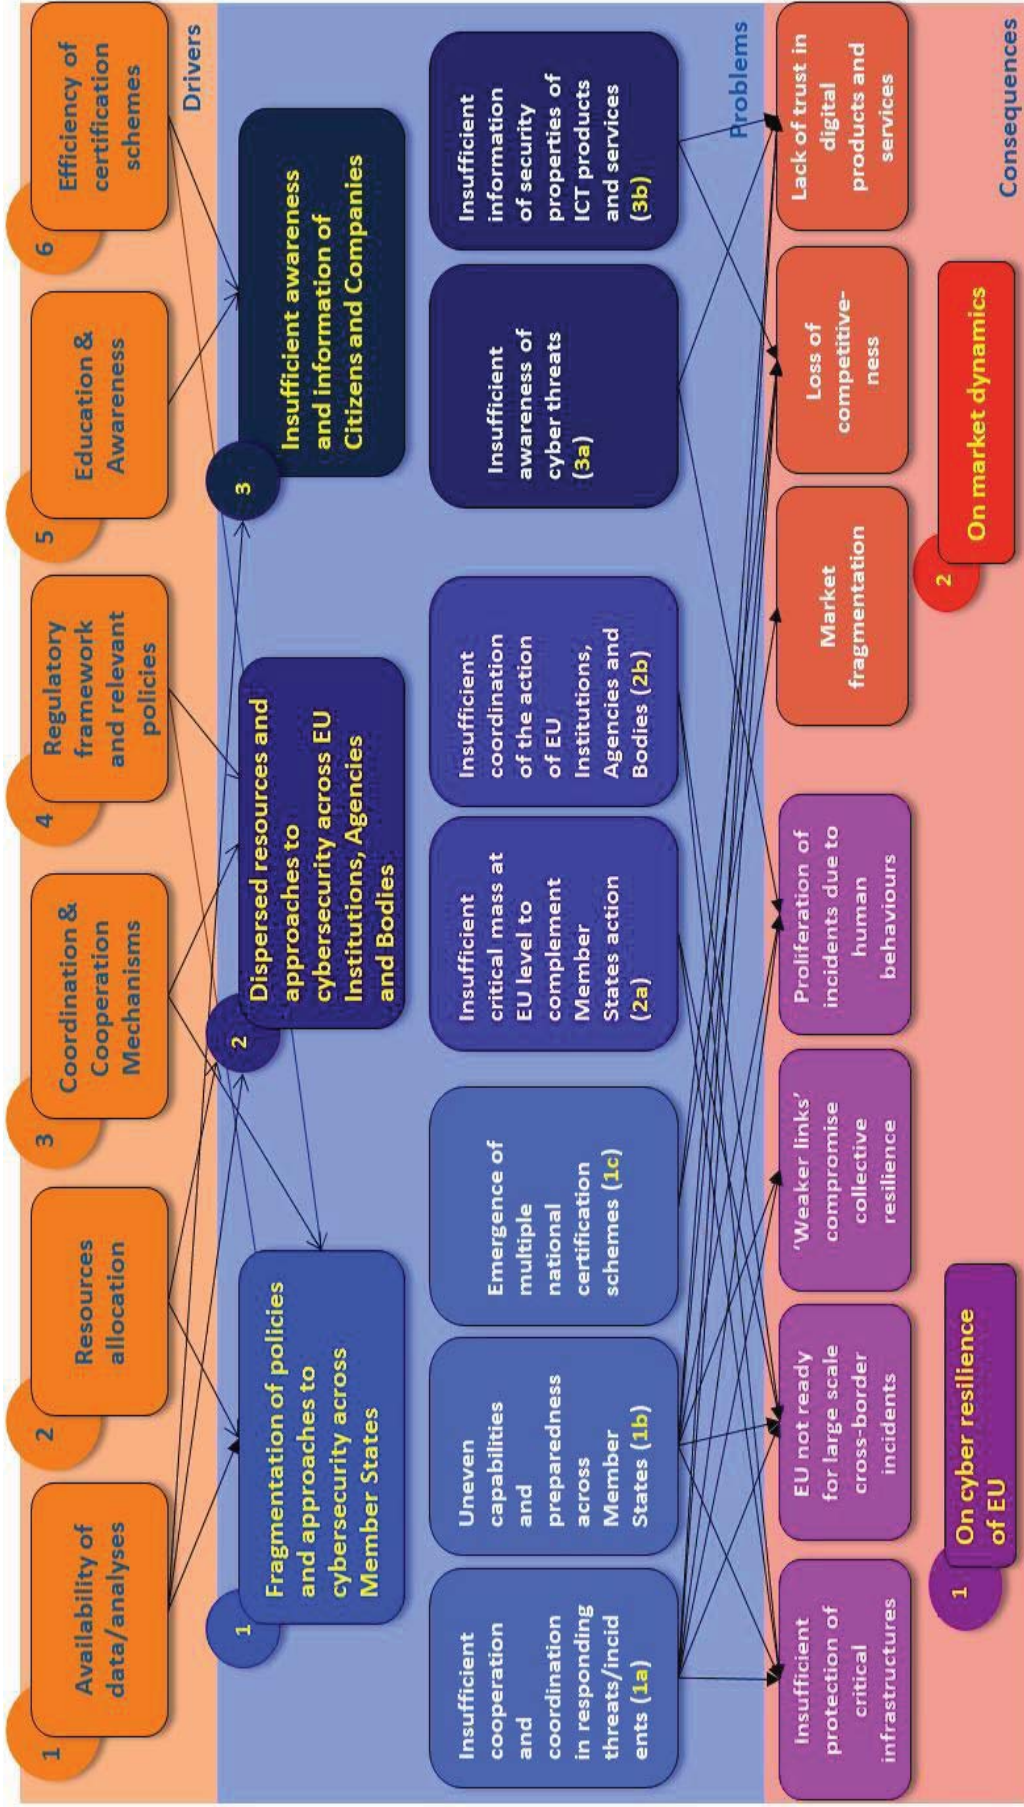 1
Availability of
data/analyses
2
Resources
allocation
3
Coordination &
Cooperation
Mechanisms
4
Regulatory
framework
and relevant
policies
5
Education &
Awareness
6
Efficiency of
certification
schemes
Drivers
1
Fragmentation of policies
and approaches to
cybersecurity across
Member States
2
Dispersed resources and
approaches to
cybersecurity across EU
Institutions, Agencies
and Bodies
3
Insufficient awareness
and information of
Citizens and Companies
Insufficient
cooperation
and
coordination
in responding
threats/incid
ents (1a)
Uneven
capabilities
and
preparedness
across
Member
States (1b)
Emergence of
multiple
national
certification
schemes (1c)
Insufficient
critical mass at
EU level to
complement
Member
States action
(2a)
Insufficient
coordination
of the action
of EU
Institutions,
Agencies and
Bodies (2b)
Insufficient
awareness of
cyber threats
(3a)
Insufficient
information
of security
properties of
ICT products
and services
(3b)
Problems
Insufficient
protection of
critical
infrastructures
EU not ready
for large scale
cross-border
incidents
'Weaker links'
compromise
collective
resilience
Proliferation of
incidents due to
human
behaviours
Market
fragmentation
Loss of
competitive-
ness
Lack of trust in
digital
products and
services
1
On cyber resilience
of EU
2
On market dynamics
Consequences